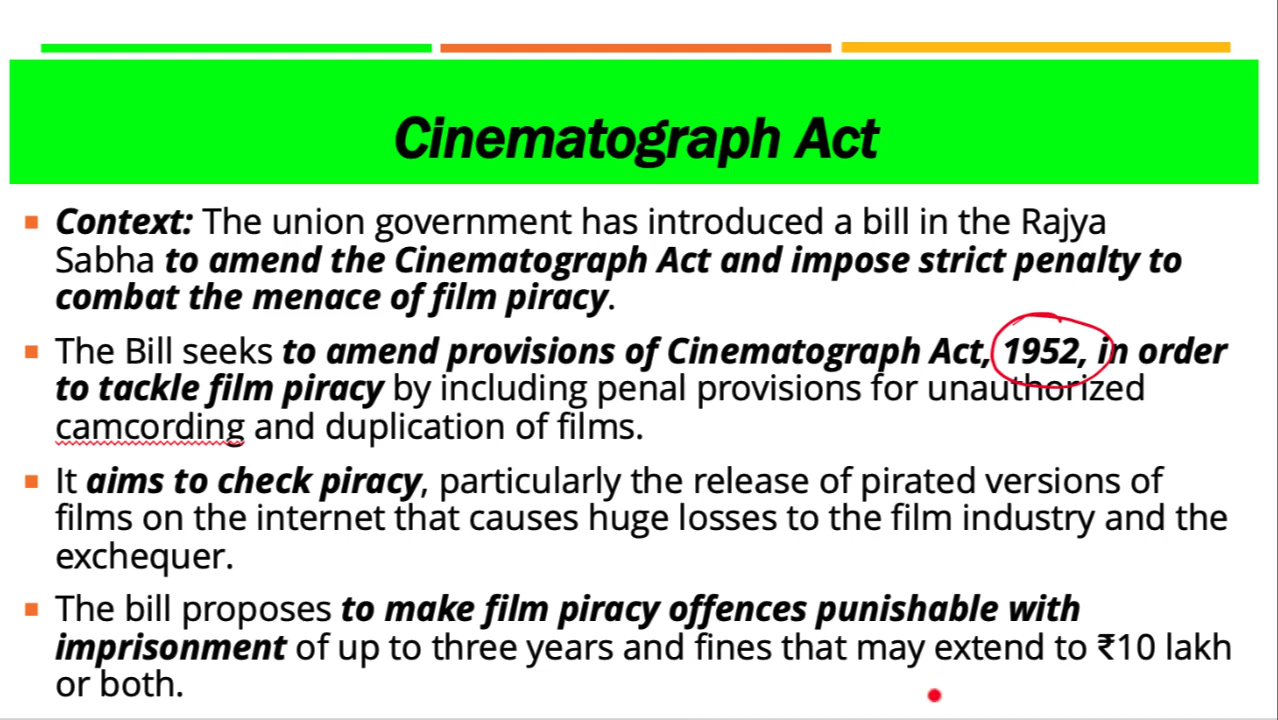 Cinematograph Act
Context: The union government has introduced a bill in the Rajya
Sabha to amend the Cinematograph Act and impose strict penalty to
combat the menace of film piracy.
The Bill seeks to amend provisions of Cinematograph Act, 1952, in order
to tackle film piracy by including penal provisions for unauthorized
camcording and duplication of films.
It aims to check piracy, particularly the release of pirated versions of
films on the internet that causes huge losses to the film industry and the
exchequer.
The bill proposes to make film piracy offences punishable with
imprisonment of up to three years and fines that may extend to ₹10 lakh
or both.